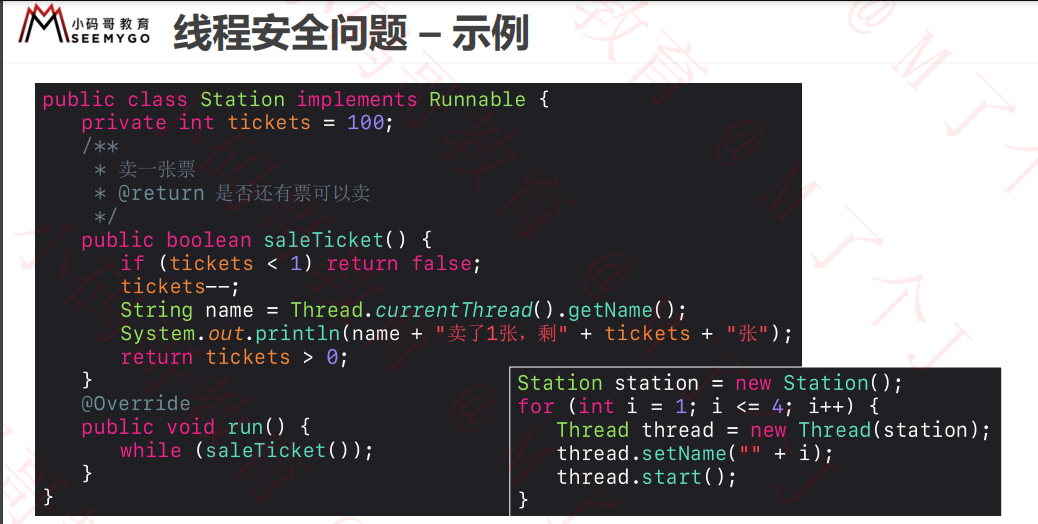 小码哥教育
SEEMYGO
线程安全问题 – 示例
public class Station implements Runnable {
    private int tickets = 100;
    /**
     * 卖一张票
     * @return 是否还有票可以卖
     */
    public boolean saleTicket() {
        if (tickets < 1) return false;
        tickets--;
        String name = Thread.currentThread().getName();
        System.out.println(name + "卖了1张，剩" + tickets + "张");
        return tickets > 0;
    }
    @Override
    public void run() {
        while (saleTicket());
    }
}
Station station = new Station();
for (int i = 1; i <= 4; i++) {
    Thread thread = new Thread(station);
    thread.setName("" + i);
    thread.start();
}